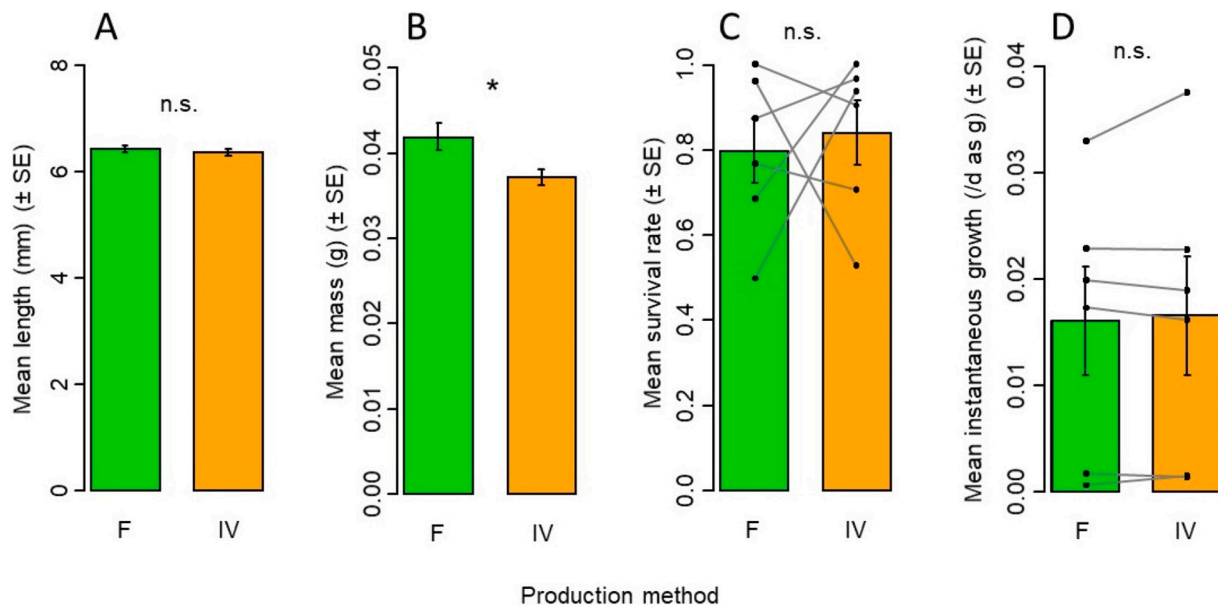 A
n.s.
Mean length (mm) (± SE)
8
6
4
2
0
F
IV
B
*
Mean mass (g) (± SE)
0.05
0.04
0.03
0.02
0.01
0.00
F
IV
C
n.s.
Mean survival rate (± SE)
1.0
0.8
0.6
0.4
0.2
0.0
F
IV
D
n.s.
Mean instantaneous growth (/d as g) (± SE)
0.04
0.03
0.02
0.01
0.00
F
IV
Production method